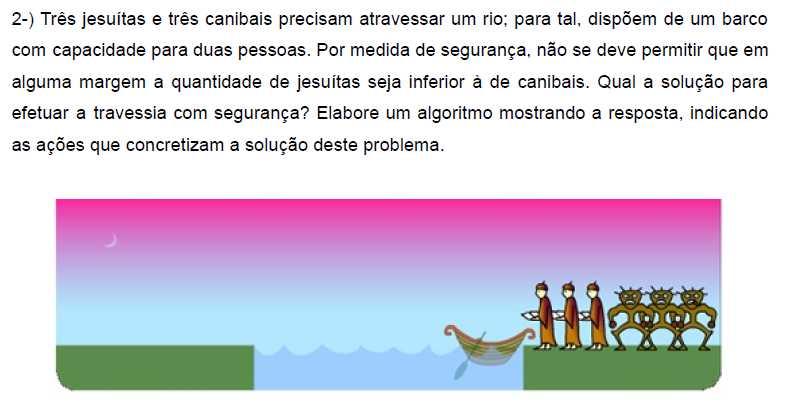 2-) Três jesuítas e três canibais precisam atravessar um rio; para tal, dispõem de um barco
com capacidade para duas pessoas. Por medida de segurança, não se deve permitir que em
alguma margem a quantidade de jesuítas seja inferior à de canibais. Qual a solução para
efetuar a travessia com segurança? Elabore um algoritmo mostrando a resposta, indicando
as ações que concretizam a solução deste problema.